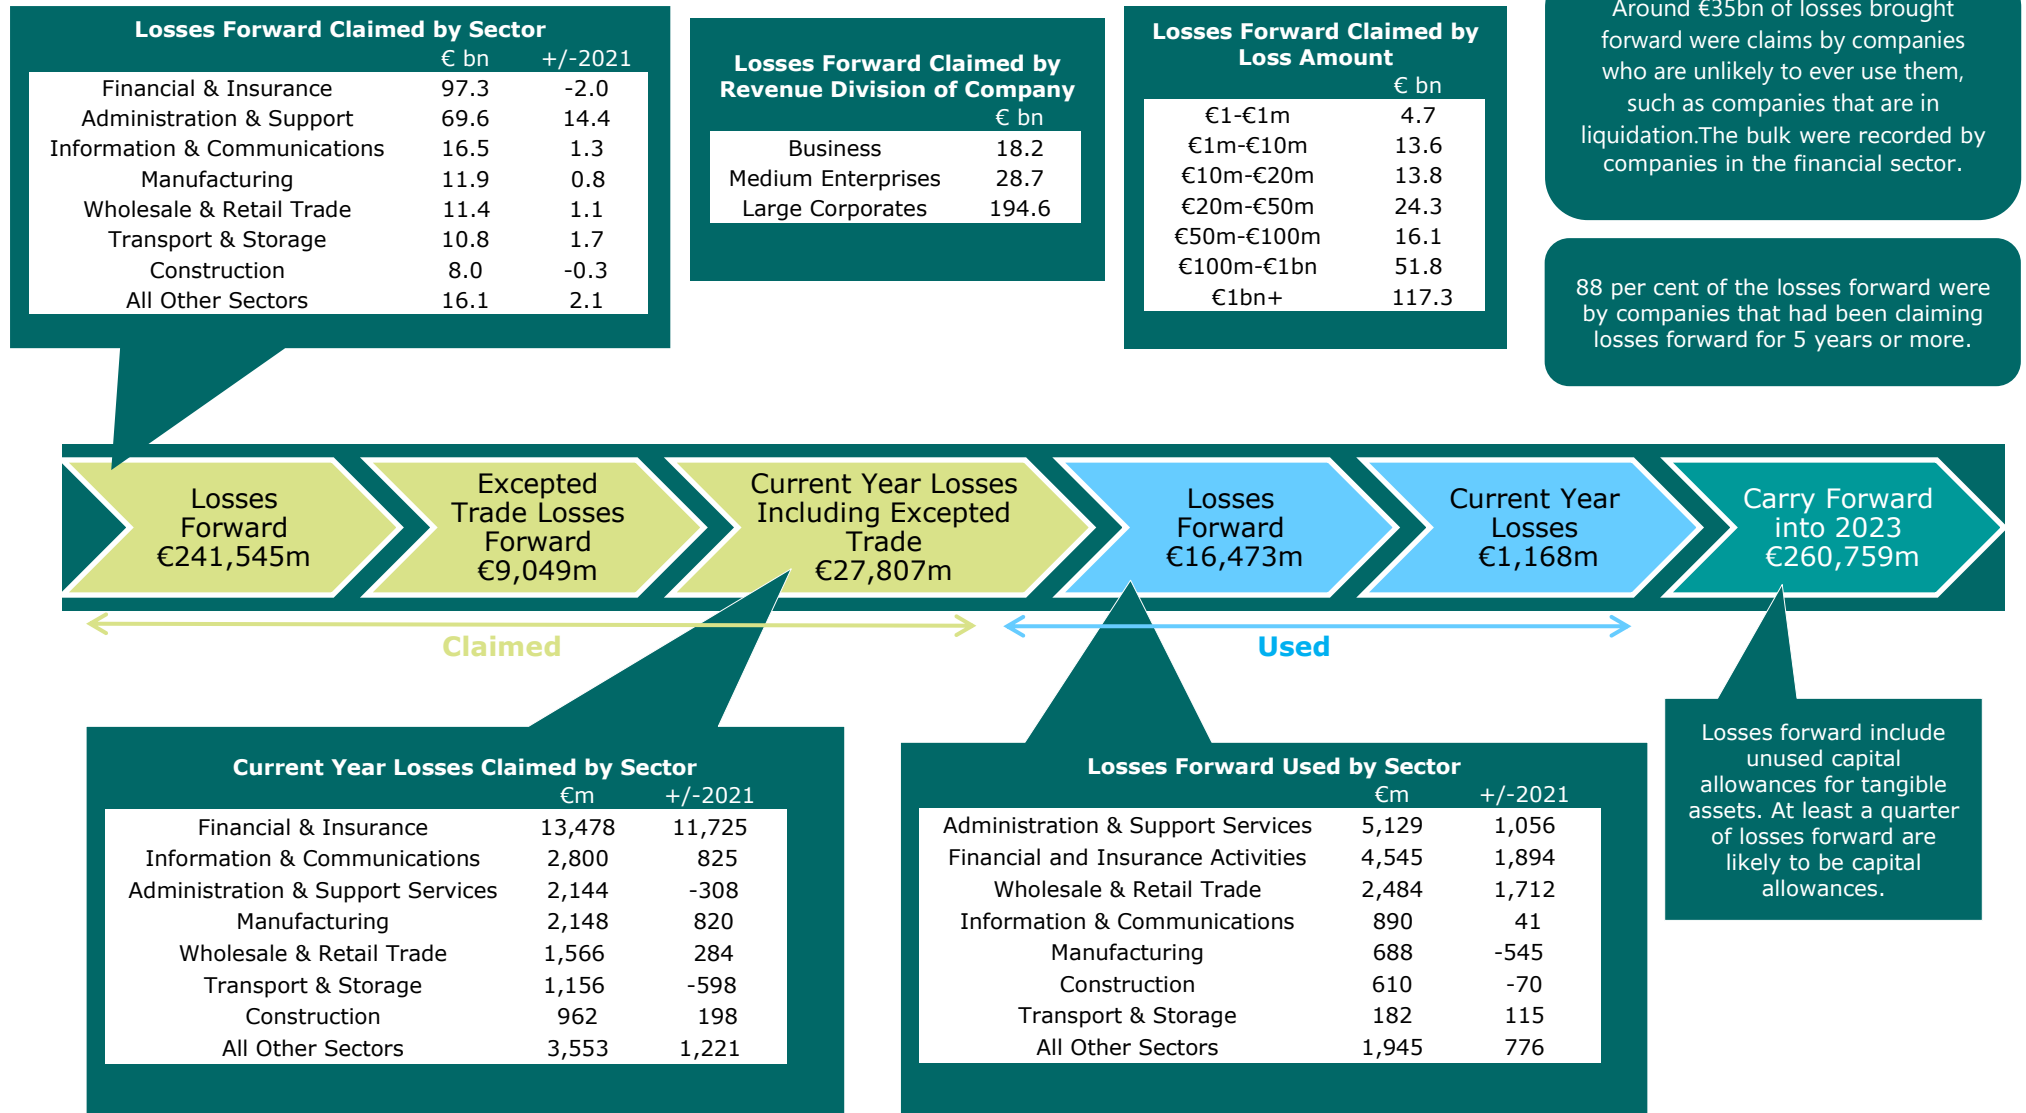 Losses Forward Claimed by Sector
€ bn +/-2021
Financial & Insurance 97.3 -2.0
Administration & Support 69.6 14.4
Information & Communications 16.5 1.3
Manufacturing 11.9 0.8
Wholesale & Retail Trade 11.4 1.1
Transport & Storage 10.8 1.7
Construction 8.0 -0.3
All Other Sectors 16.1 2.1
Losses Forward Claimed by
Revenue Division of Company
€ bn
Business 18.2
Medium Enterprises 28.7
Large Corporates 194.6
Losses Forward Claimed by
Loss Amount
€ bn
€1-€1m 4.7
€1m-€10m 13.6
€10m-€20m 13.8
€20m-€50m 24.3
€50m-€100m 16.1
€100m-€1bn 51.8
€1bn+ 117.3
Around €35bn of losses brought
forward were claims by companies
who are unlikely to ever use them,
such as companies that are in
liquidation.The bulk were recorded by
companies in the financial sector.
88 per cent of the losses forward were
by companies that had been claiming
losses forward for 5 years or more.
Losses
Forward
€241,545m
Excepted
Trade Losses
Forward
€9,049m
Current Year Losses
Including Excepted
Trade
€27,807m
Losses
Forward
€16,473m
Current Year
Losses
€1,168m
Carry Forward
into 2023
€260,759m
Claimed
Used
Current Year Losses Claimed by Sector
€m +/-2021
Financial & Insurance 13,478 11,725
Information & Communications 2,800 825
Administration & Support Services 2,144 -308
Manufacturing 2,148 820
Wholesale & Retail Trade 1,566 284
Transport & Storage 1,156 -598
Construction 962 198
All Other Sectors 3,553 1,221
Losses Forward Used by Sector
€m +/-2021
Administration & Support Services 5,129 1,056
Financial and Insurance Activities 4,545 1,894
Wholesale & Retail Trade 2,484 1,712
Information & Communications 890 41
Manufacturing 688 -545
Construction 610 -70
Transport & Storage 182 115
All Other Sectors 1,945 776
Losses forward include
unused capital
allowances for tangible
assets. At least a quarter
of losses forward are
likely to be capital
allowances.